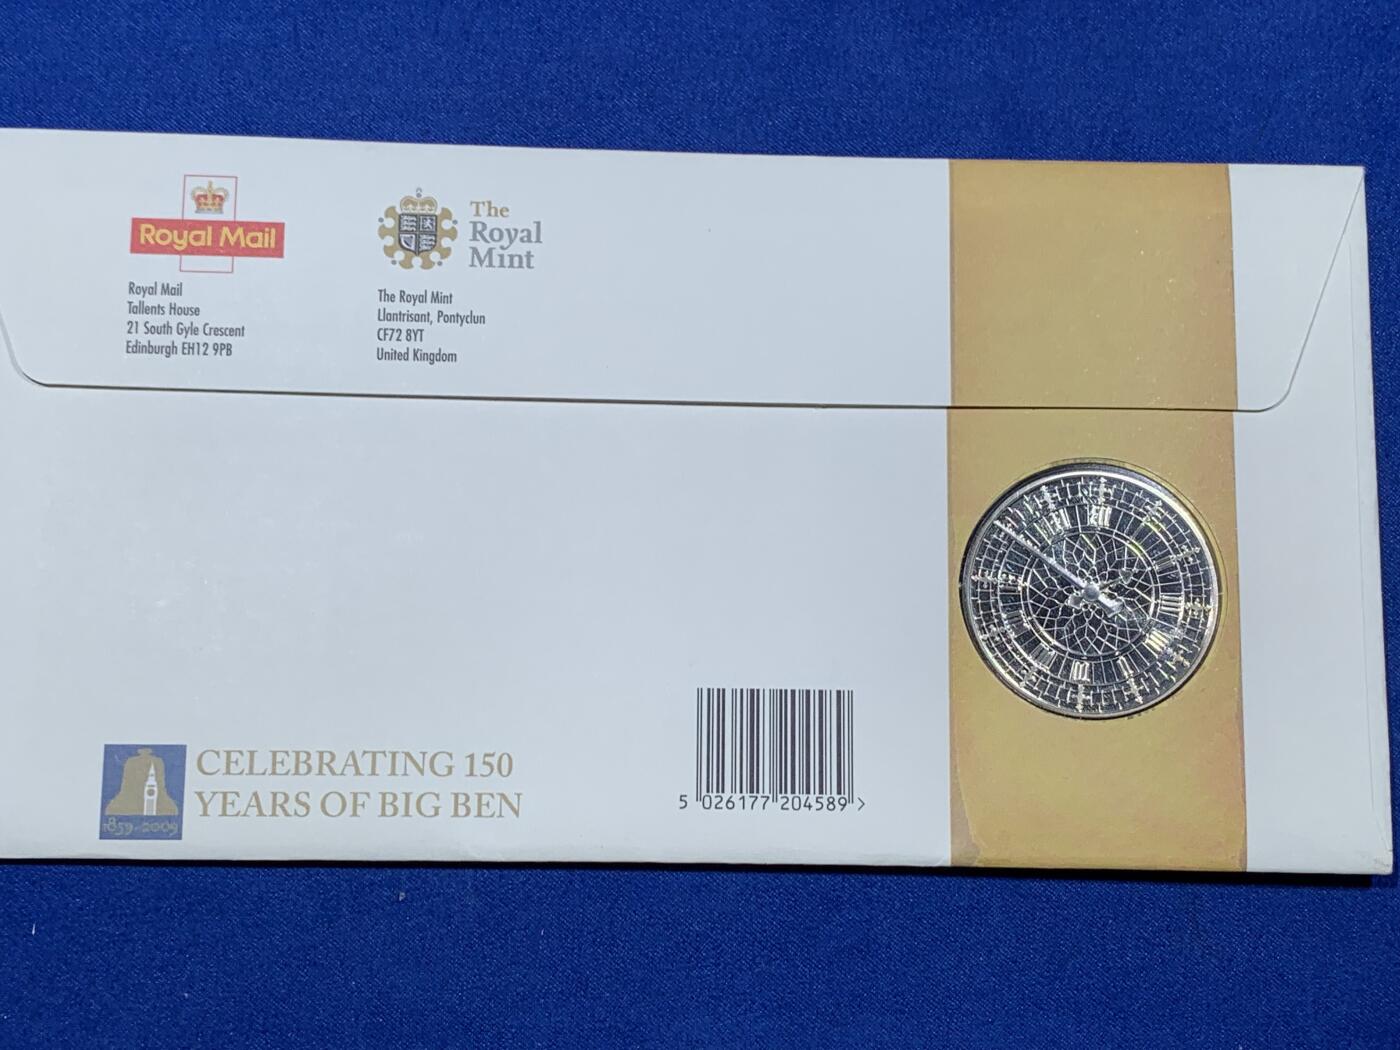 Royal Mail
Royal Mail
Tallents House
21 South Gyle Crescent
Edinburgh EH12 9PB
The
Royal
Mint
The Royal Mint
Llantrisant, Pontyclun
CF72 8YT
United Kingdom
CELEBRATING 150
YEARS OF BIG BEN
1859-2009
5 026177 204589 >